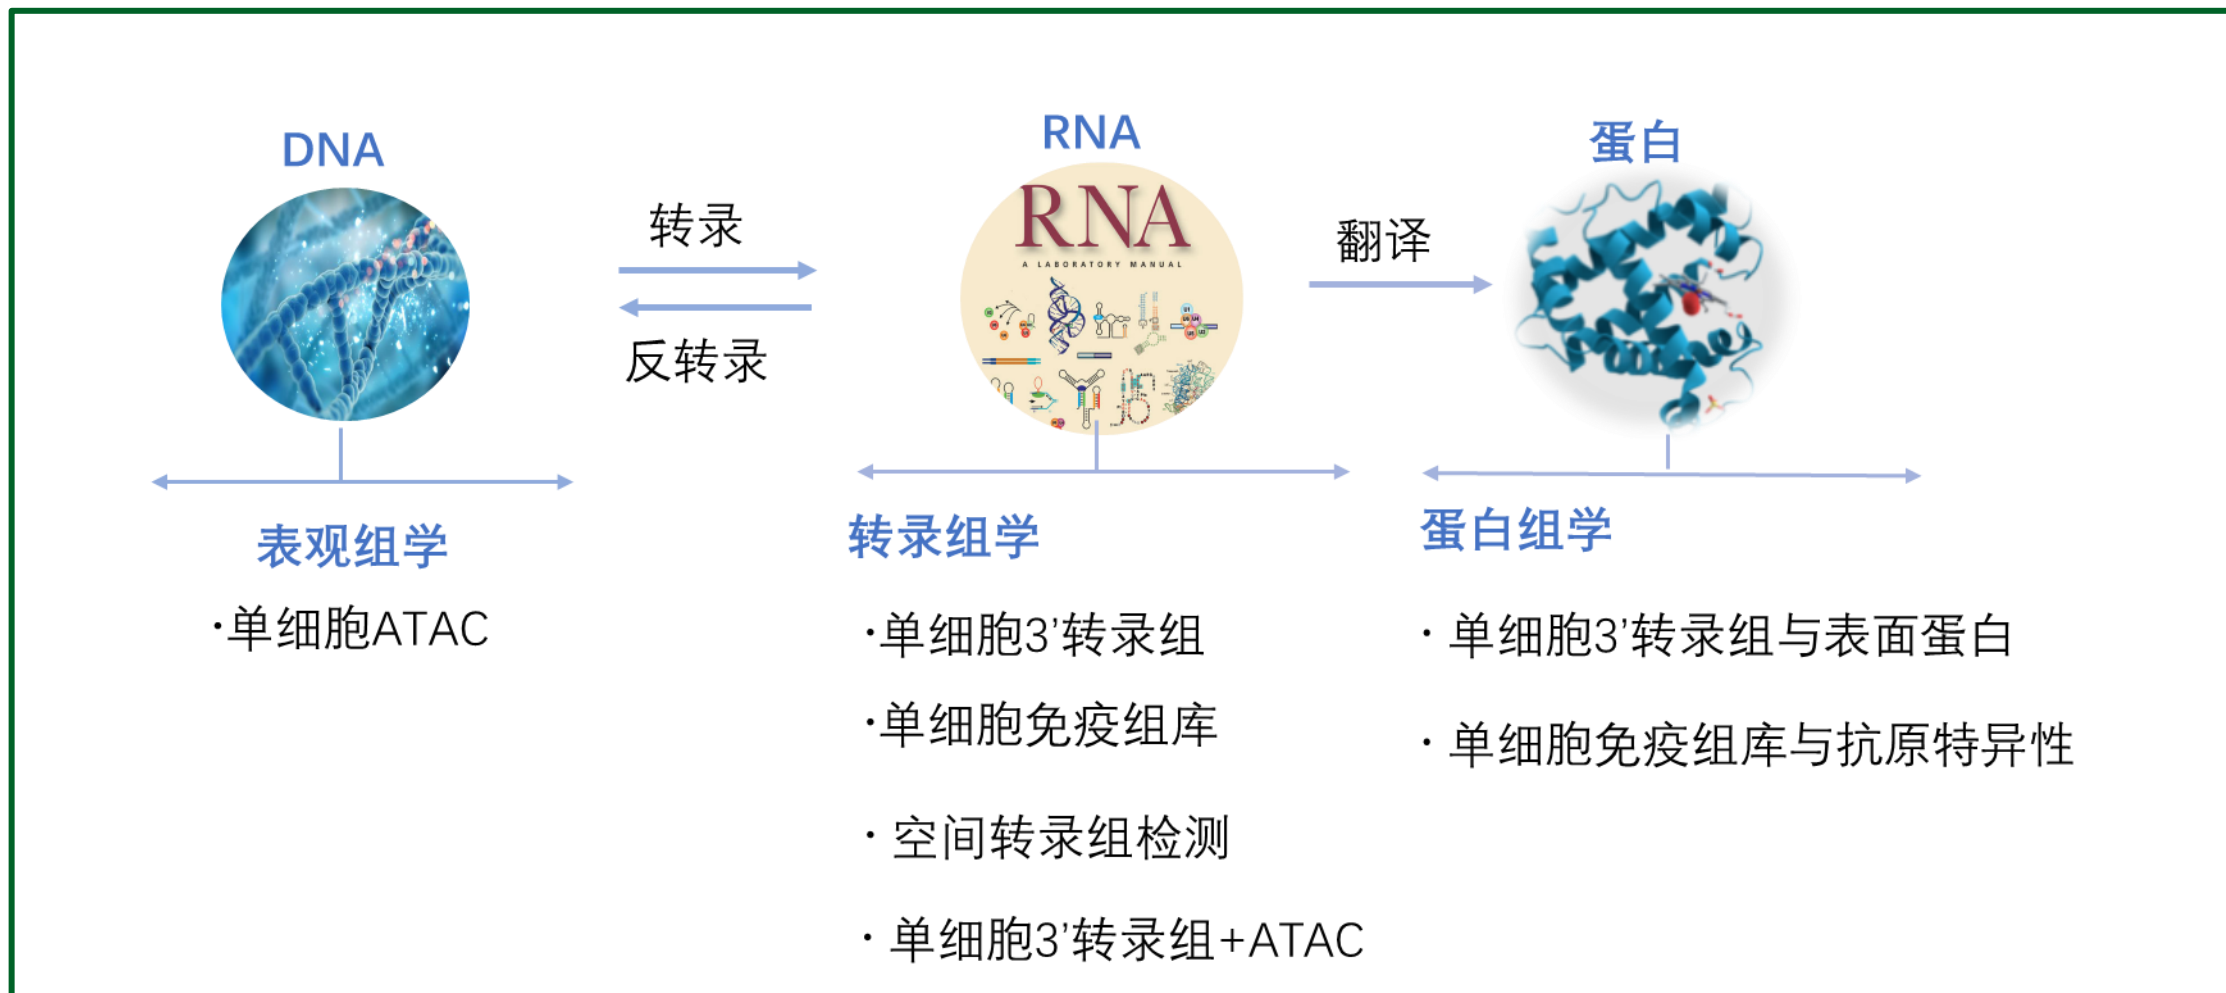 DNA
RNA
蛋白
转录
反转录
翻译
RNA
A LABORATORY MANUAL
表观组学
·单细胞ATAC
转录组学
·单细胞3’转录组
·单细胞免疫组库
· 空间转录组检测
· 单细胞3’转录组+ATAC
蛋白组学
· 单细胞3’转录组与表面蛋白
· 单细胞免疫组库与抗原特异性